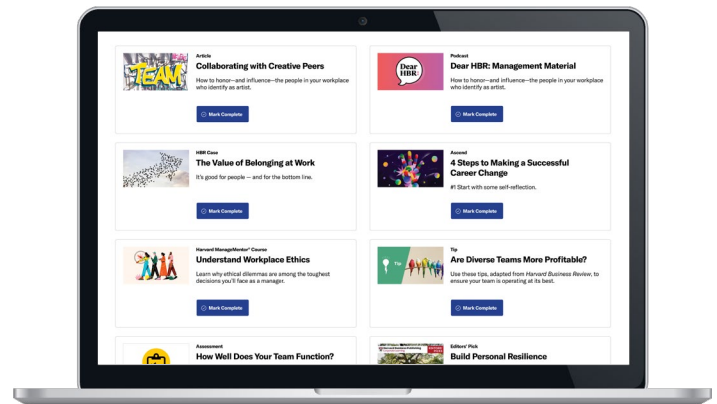 Article
Collaborating with Creative Peers
How to honor—and influence—the people in your workplace
who identify as artist.
Mark Complete
TEAM
Podcast
Dear HBR: Management Material
How to honor—and influence—the people in your workplace
who identify as artist.
Mark Complete
Dear
HBR:
HBR Case
The Value of Belonging at Work
It's good for people — and for the bottom line.
Mark Complete
Ascend
4 Steps to Making a Successful
Career Change
#1 Start with some self-reflection.
Mark Complete
Harvard ManageMentor® Course
Understand Workplace Ethics
Learn why ethical dilemmas are among the toughest
decisions you'll face as a manager.
Mark Complete
Tip
Tip
Are Diverse Teams More Profitable?
Use these tips, adapted from Harvard Business Review, to
ensure your team is operating at its best.
Mark Complete
Assessment
How Well Does Your Team Function?
Editors' Pick
Build Personal Resilience